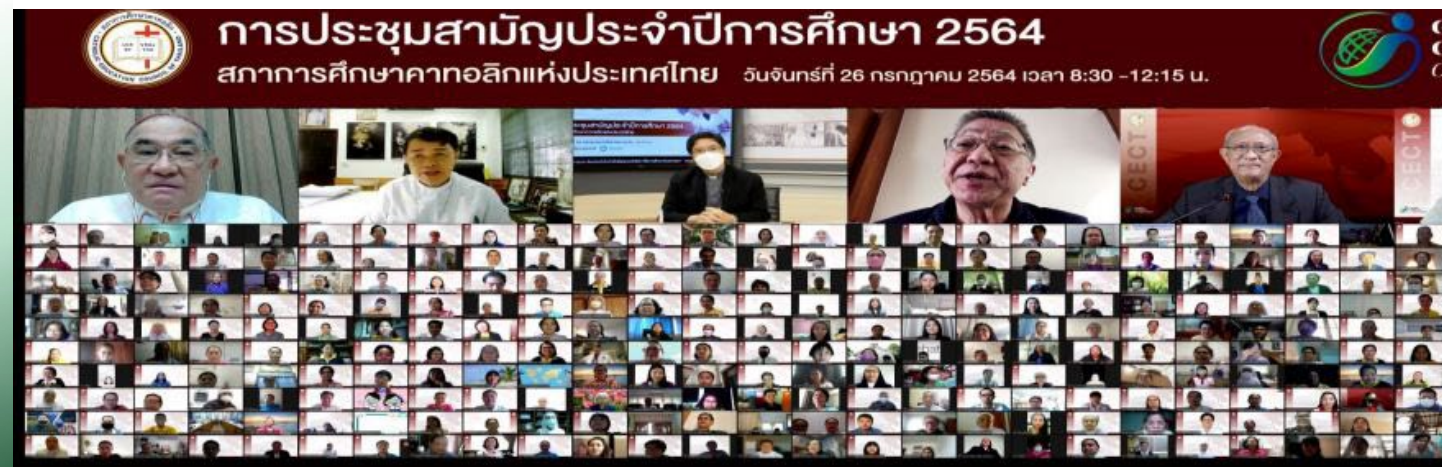 การประชุมสามัญประจำปีการศึกษา 2564
สภาการศึกษาคาทอลิกแห่งประเทศไทย วันจันทร์ที่ 26 กรกฎาคม 2564 เวลา 8:30 -12:15 น.
CECT
CECT